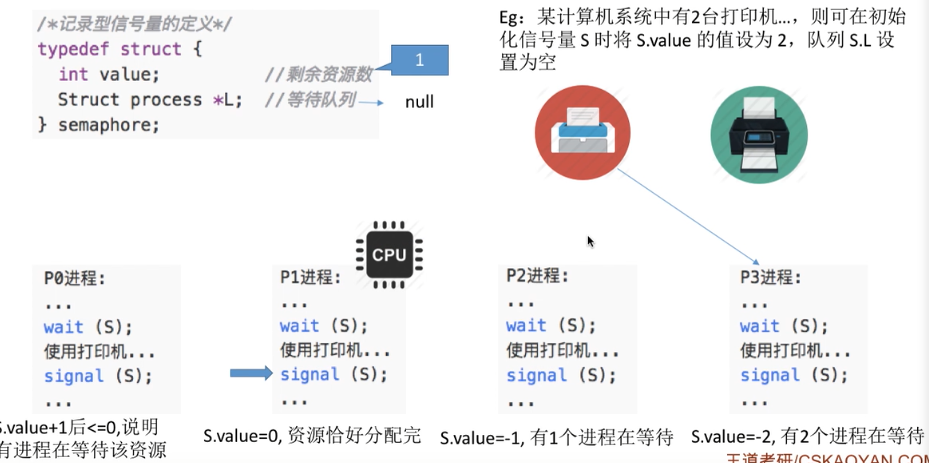 /*记录型信号量的定义*/
typedef struct {
int value; //剩余资源数
Struct process *L; //等待队列
} semaphore;
1
null
Eg：某计算机系统中有2台打印机...，则可在初始
化信号量 S 时将 S.value 的值设为 2，队列 S.L 设
置为空
CPU
P0进程:
...
wait (S);
使用打印机...
signal (S);
...
P1进程:
...
wait (S);
使用打印机...
signal (S);
...
P2进程:
...
wait (S);
使用打印机...
signal (S);
...
P3进程:
...
wait (S);
使用打印机...
signal (S);
...
S.value+1后<=0,说明
有进程在等待该资源
S.value=0, 资源恰好分配完
S.value=-1, 有1个进程在等待
S.value=-2, 有2个进程在等待
王道考研/CSKAOYAN.COM